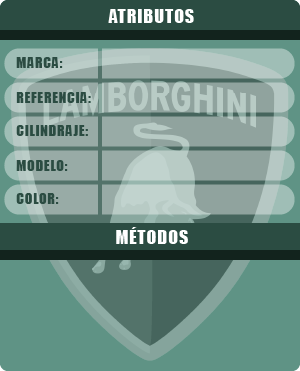 ATRIBUTOS
MARCA:
REFERENCIA:
LAMBORGHINI
CILINDRAJE:
MODELO:
COLOR:
MÉTODOS